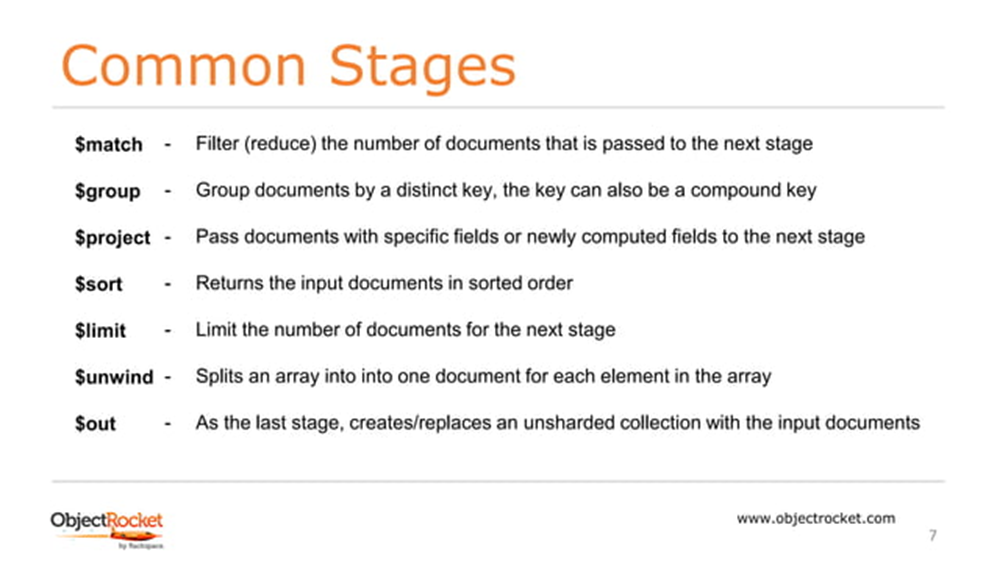 Common Stages
$match - Filter (reduce) the number of documents that is passed to the next stage
$group - Group documents by a distinct key, the key can also be a compound key
$project - Pass documents with specific fields or newly computed fields to the next stage
$sort - Returns the input documents in sorted order
$limit - Limit the number of documents for the next stage
$unwind - Splits an array into into one document for each element in the array
$out - As the last stage, creates/replaces an unsharded collection with the input documents
ObjectRocket
by Rackspace
www.objectrocket.com
7